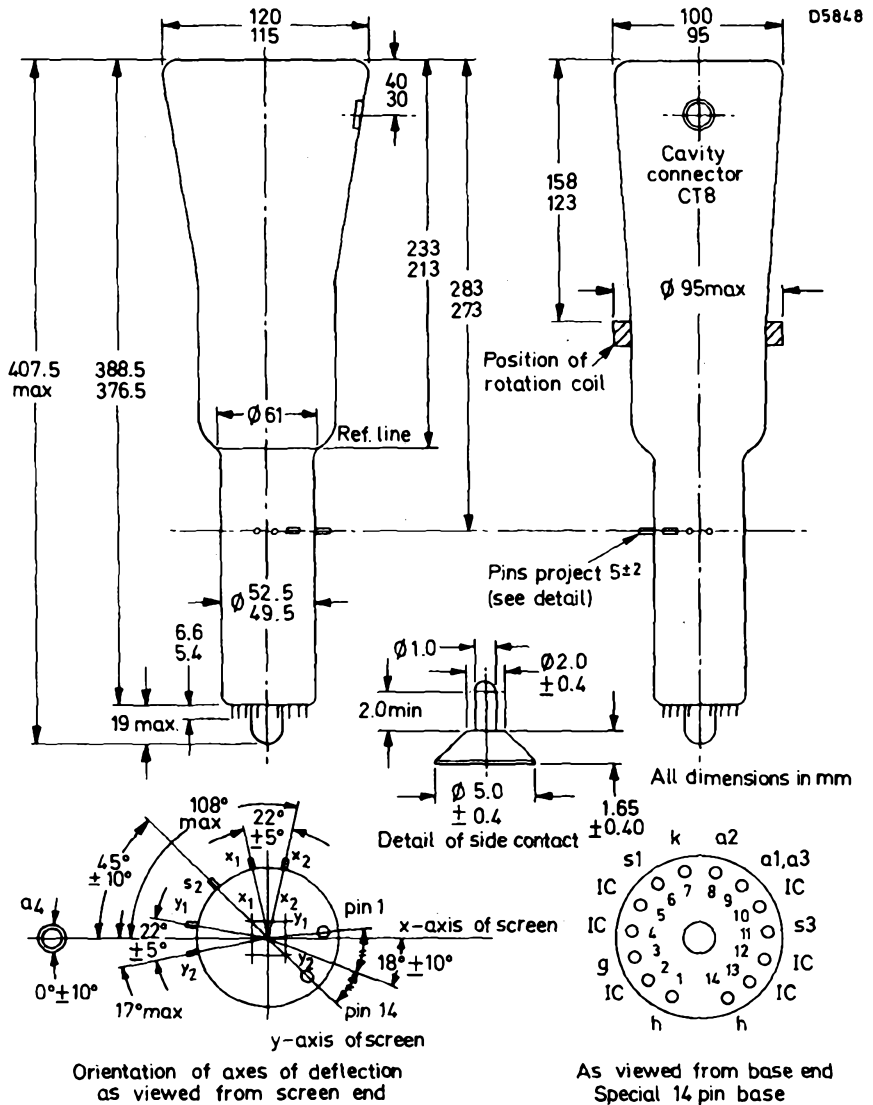 D5848
120
115
100
95
40
30
Cavity
connector
CT8
158
123
233
213
283
273
Ø 95max
407.5
max
388.5
376.5
Position of
rotation coil
Ø61
Ref. line
Pins project 5±2
(see detail)
Ø 52.5
49.5
6.6
5.4
Ø1.0
Ø2.0
±0.4
19 max.
2.0min
All dimensions in mm
Ø 5.0
± 0.4
1.65
±0.40
Detail of side contact
108°
max
22°
±5°
45°
±10°
x1
x2
s2
x1
x2
a4
y1
y1
pin 1
x-axis of screen
22°
±5°
y2
y2
18°±10°
0°±10°
17°max
pin 14
y-axis of screen
k
a2
s1
a1,a3
IC
IC
IC
s3
g
IC
IC
h
h
1
2
3
4
5
6
7
8
9
10
11
12
13
14
Orientation of axes of deflection
as viewed from screen end
As viewed from base end
Special 14 pin base